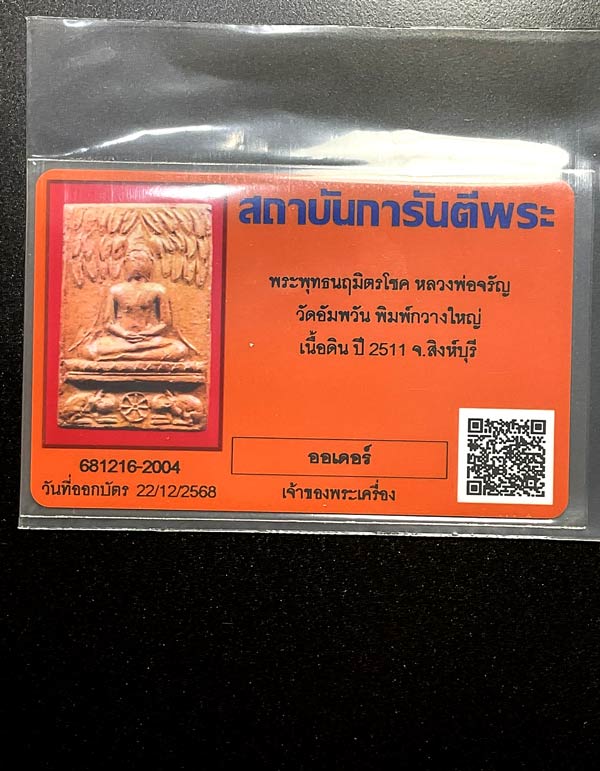 สถาบันการันตีพระ
พระพุทธนฤมิตรโชค หลวงพ่อจรัญ
วัดอัมพวัน พิมพ์กวางใหญ่
เนื้อดิน ปี 2511 จ.สิงห์บุรี
ออเดอร์
เจ้าของพระเครื่อง
681216-2004
วันที่ออกบัตร 22/12/2568